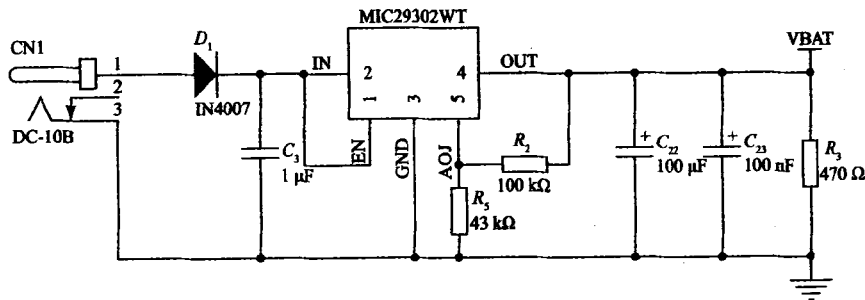 MIC29302WT
CN1
1
2
3
DC-10B
D₁
IN4007
IN
2
4
OUT
1
3
5
EN
GND
AOJ
C₃
1 μF
R₂
100 kΩ
R₅
43 kΩ
C₂₂
100 μF
C₂₃
100 nF
VBAT
R₃
470 Ω
+
+